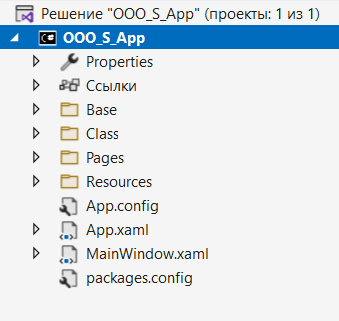 Решение "OOO_S_App" (проекты: 1 из 1)
OOO_S_App
Properties
Ссылки
Base
Class
Pages
Resources
App.config
App.xaml
MainWindow.xaml
packages.config